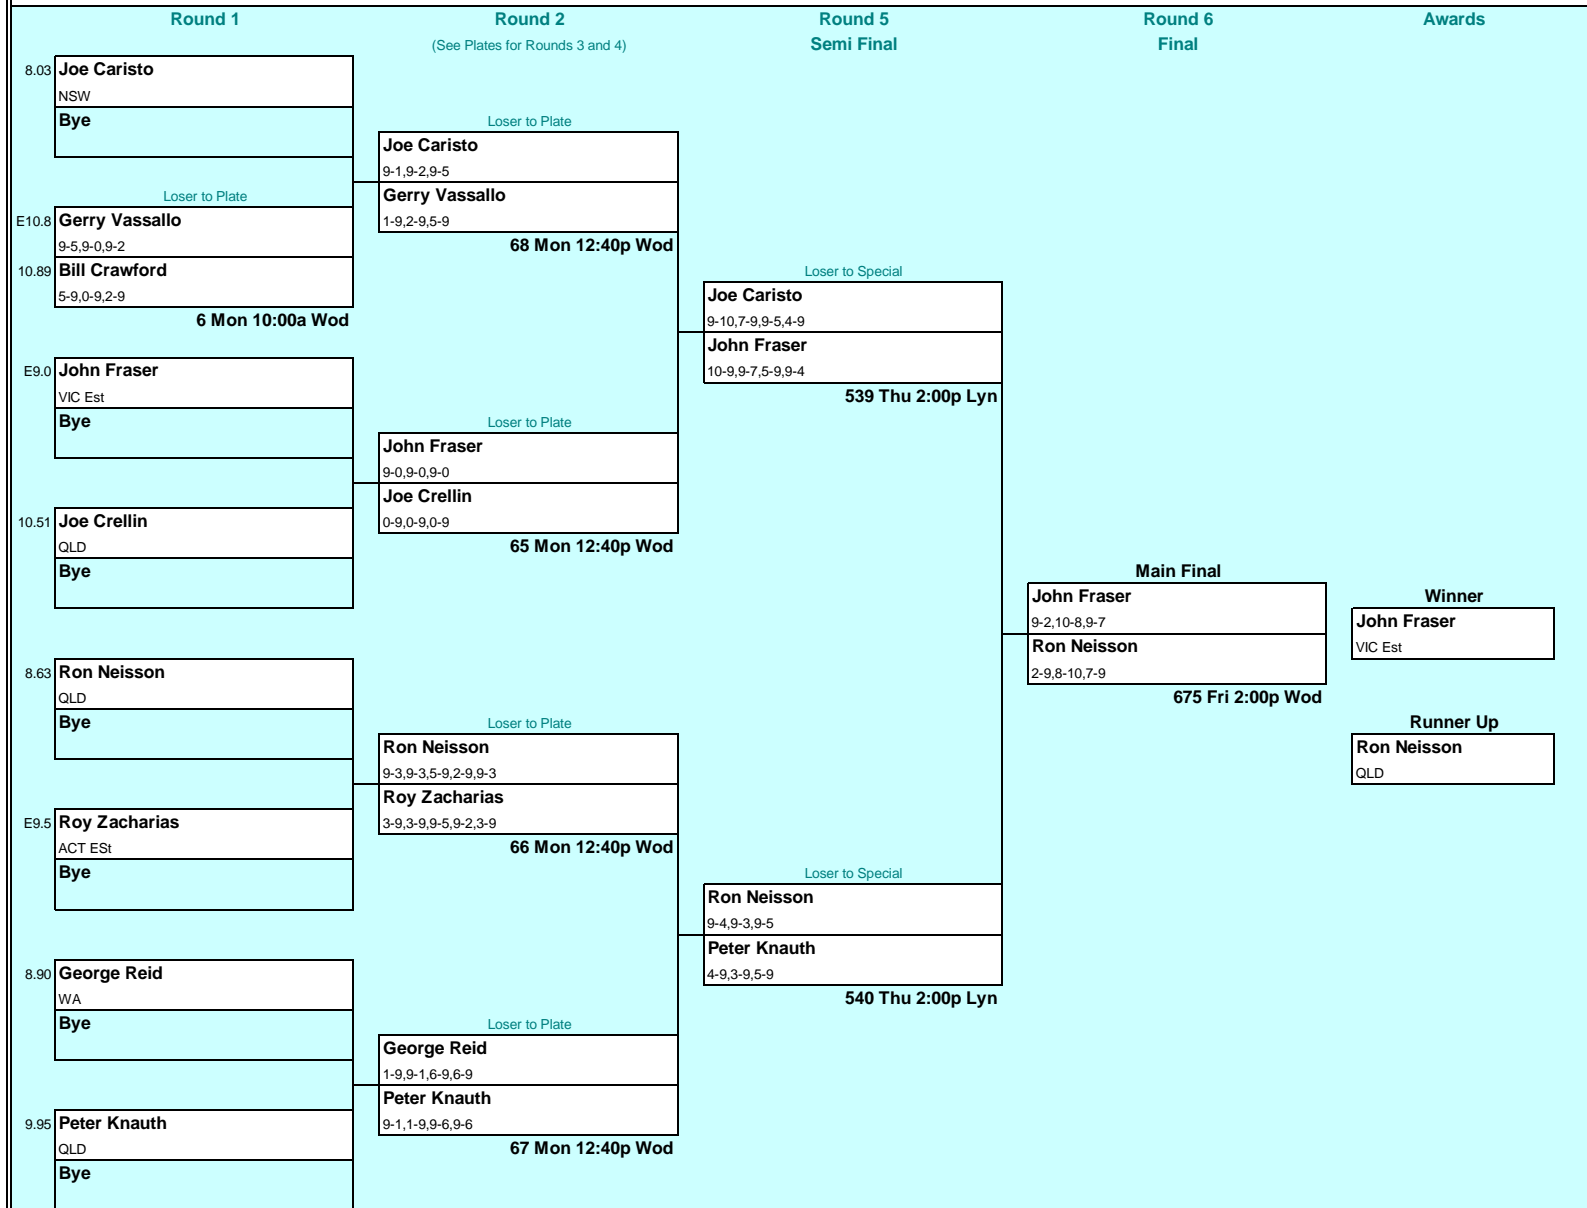 Round 1
Round 2
(See Plates for Rounds 3 and 4)
Round 5
Semi Final
Round 6
Final
Awards
8.03 Joe Caristo
NSW
Bye
Loser to Plate
E10.8 Gerry Vassallo
9-5,9-0,9-2
10.89 Bill Crawford
5-9,0-9,2-9
6 Mon 10:00a Wod
E9.0 John Fraser
VIC Est
Bye
10.51 Joe Crellin
QLD
Bye
8.63 Ron Neisson
QLD
Bye
E9.5 Roy Zacharias
ACT ESt
Bye
8.90 George Reid
WA
Bye
9.95 Peter Knauth
QLD
Bye
Loser to Plate
Joe Caristo
9-1,9-2,9-5
Gerry Vassallo
1-9,2-9,5-9
68 Mon 12:40p Wod
Loser to Plate
John Fraser
9-0,9-0,9-0
Joe Crellin
0-9,0-9,0-9
65 Mon 12:40p Wod
Loser to Plate
Ron Neisson
9-3,9-3,5-9,2-9,9-3
Roy Zacharias
3-9,3-9,9-5,9-2,3-9
66 Mon 12:40p Wod
Loser to Plate
George Reid
1-9,9-1,6-9,6-9
Peter Knauth
9-1,1-9,9-6,9-6
67 Mon 12:40p Wod
Loser to Special
Joe Caristo
9-10,7-9,9-5,4-9
John Fraser
10-9,9-7,5-9,9-4
539 Thu 2:00p Lyn
Loser to Special
Ron Neisson
9-4,9-3,9-5
Peter Knauth
4-9,3-9,5-9
540 Thu 2:00p Lyn
Main Final
John Fraser
9-2,10-8,9-7
Ron Neisson
2-9,8-10,7-9
675 Fri 2:00p Wod
Winner
John Fraser
VIC Est
Runner Up
Ron Neisson
QLD